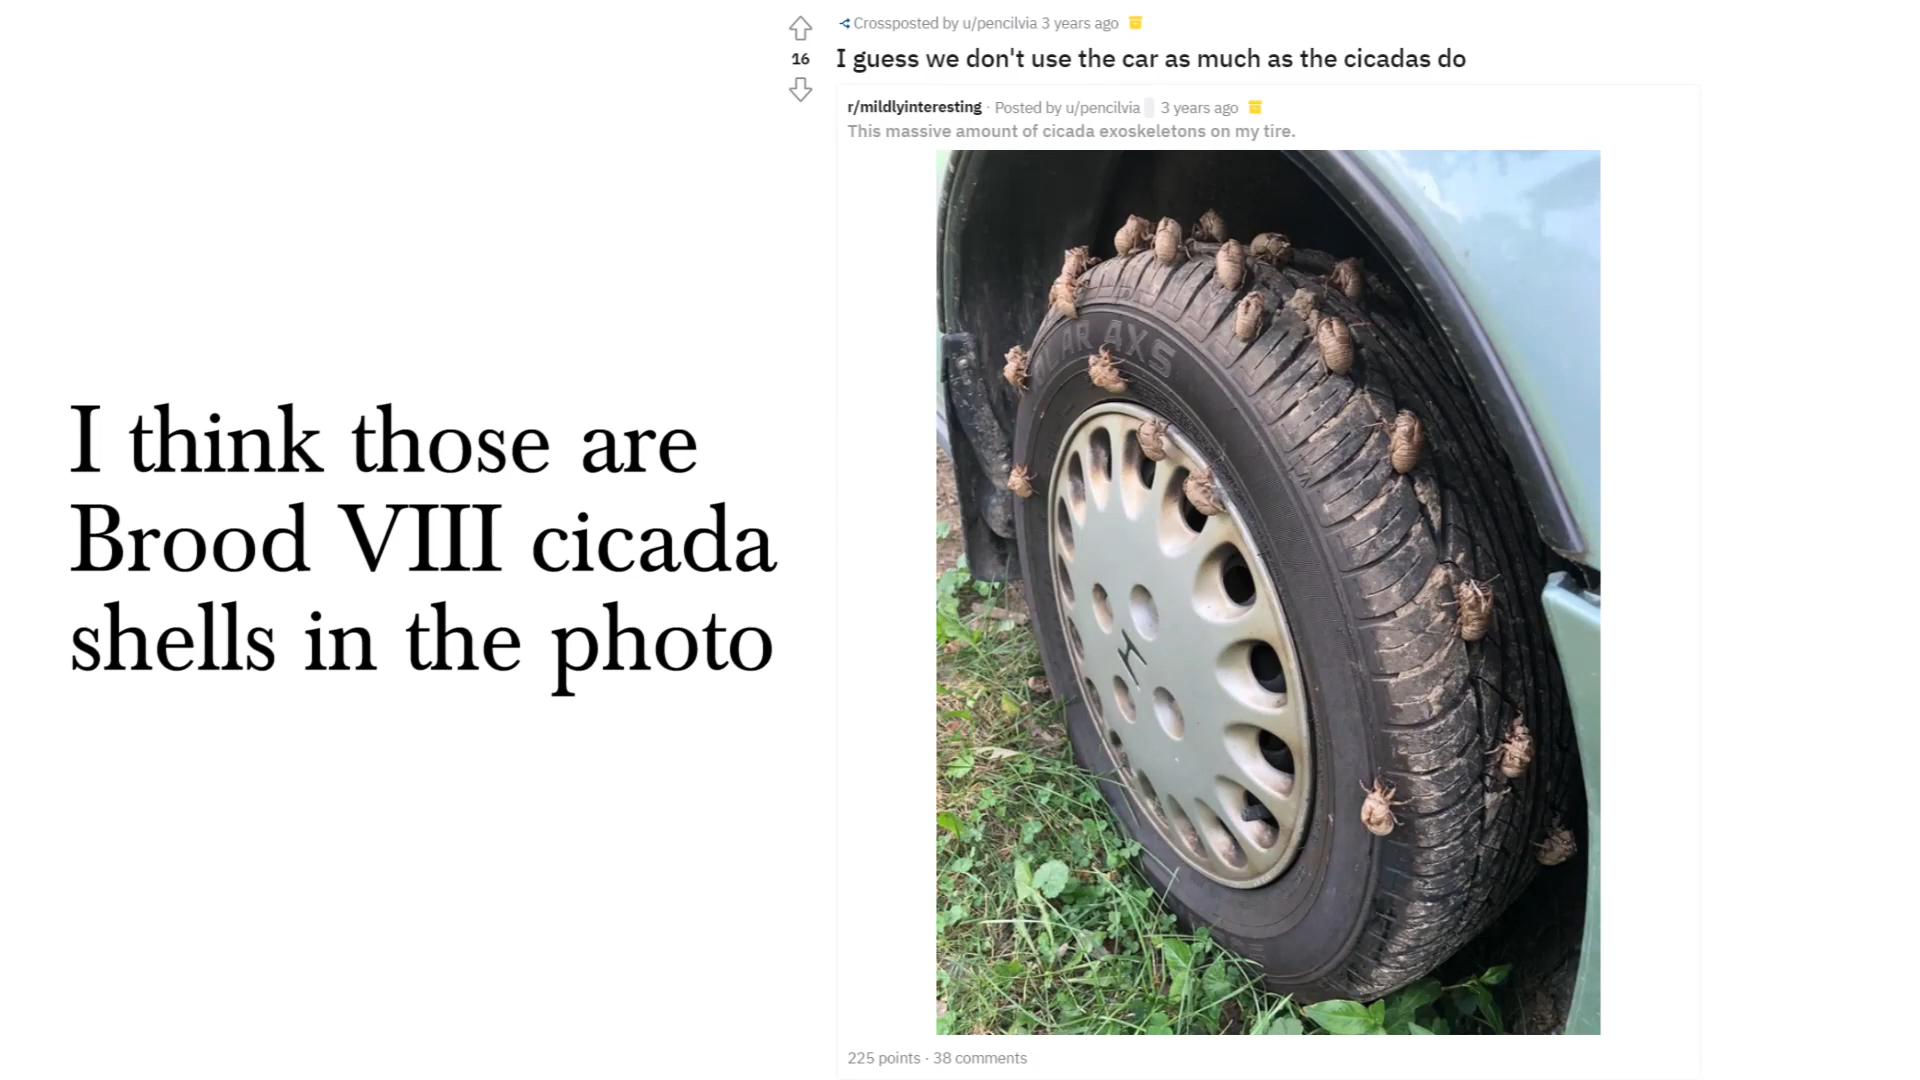 16
Crossposted by u/pencilvia 3 years ago
I guess we don't use the car as much as the cicadas do
r/mildlyinteresting · Posted by u/pencilvia 3 years ago
This massive amount of cicada exoskeletons on my tire.
AR AXS
H
I think those are
Brood VIII cicada
shells in the photo
225 points · 38 comments